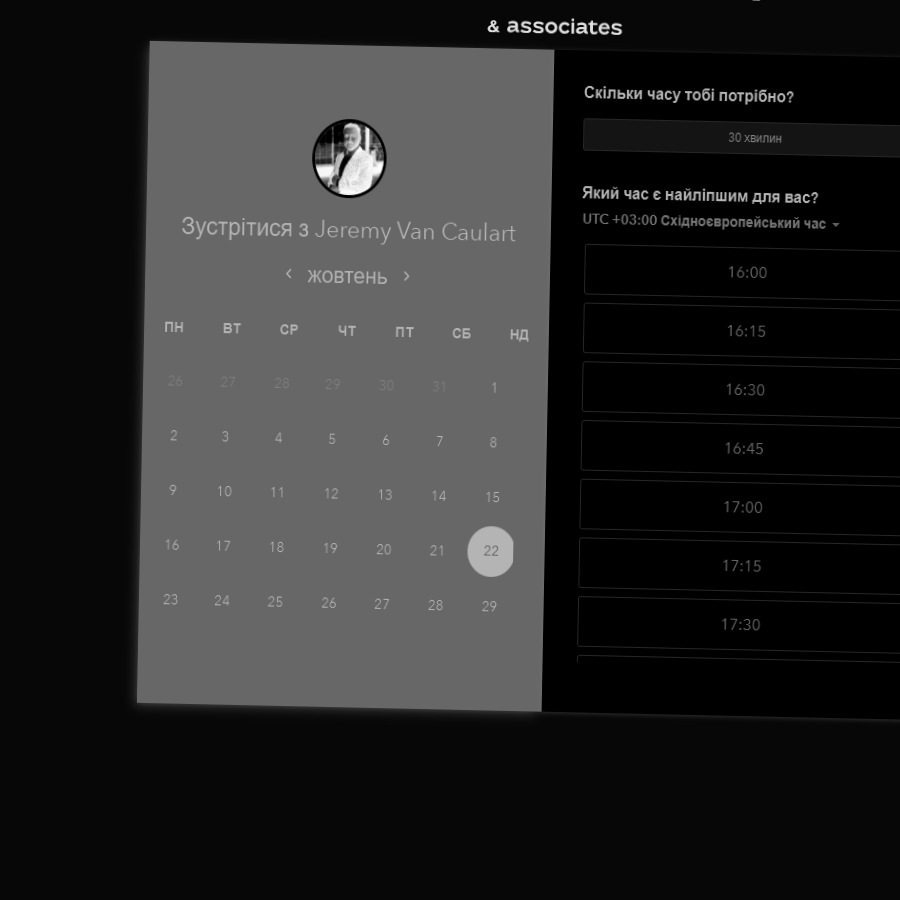 & associates
Зустрітися з Jeremy Van Caulart
жовтень
ПН ВТ СР ЧТ ПТ СБ НД
26 27 28 29 30 31 1
2 3 4 5 6 7 8
9 10 11 12 13 14 15
16 17 18 19 20 21 22
23 24 25 26 27 28 29
Скільки часу тобі потрібно?
30 хвилин
Який час є найліпшим для вас?
UTC +03:00 Східноєвропейський час
16:00
16:15
16:30
16:45
17:00
17:15
17:30